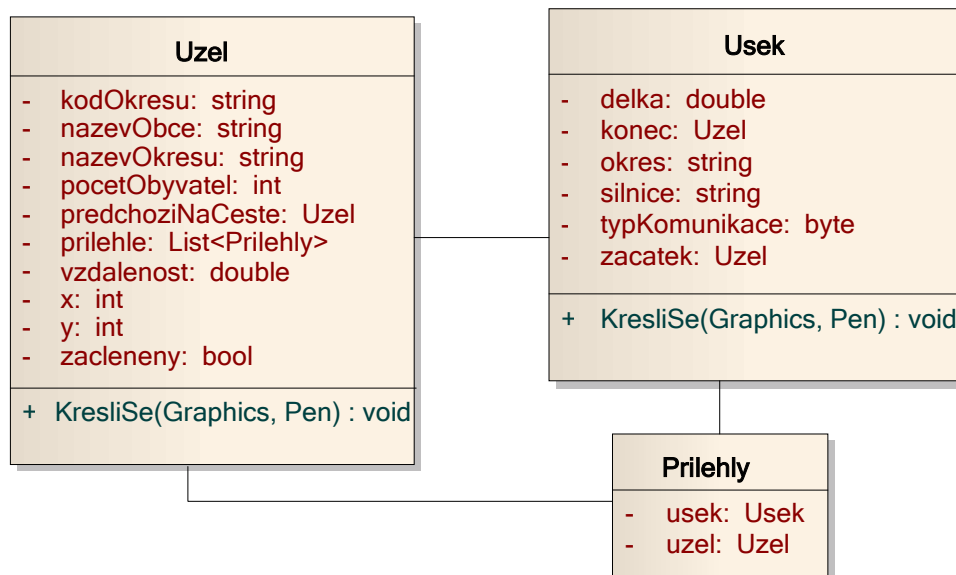 Uzel
- kodOkresu: string
- nazevObce: string
- nazevOkresu: string
- pocetObyvatel: int
- predchoziNaCeste: Uzel
- prilehle: List<Prilehly>
- vzdalenost: double
- x: int
- y: int
- zacleneny: bool
+ KresliSe(Graphics, Pen) : void
Usek
- delka: double
- konec: Uzel
- okres: string
- silnice: string
- typKomunikace: byte
- zacatek: Uzel
+ KresliSe(Graphics, Pen) : void
Prilehly
- usek: Usek
- uzel: Uzel